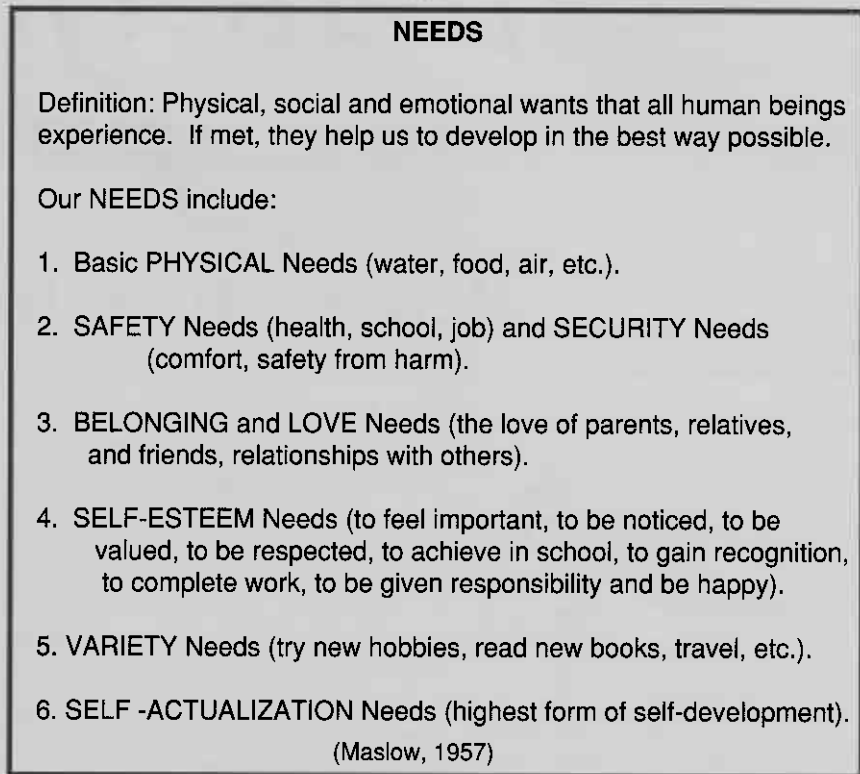 NEEDS
Definition: Physical, social and emotional wants that all human beings
experience. If met, they help us to develop in the best way possible.
Our NEEDS include:
1. Basic PHYSICAL Needs (water, food, air, etc.).
2. SAFETY Needs (health, school, job) and SECURITY Needs
(comfort, safety from harm).
3. BELONGING and LOVE Needs (the love of parents, relatives,
and friends, relationships with others).
4. SELF-ESTEEM Needs (to feel important, to be noticed, to be
valued, to be respected, to achieve in school, to gain recognition,
to complete work, to be given responsibility and be happy).
5. VARIETY Needs (try new hobbies, read new books, travel, etc.).
6. SELF -ACTUALIZATION Needs (highest form of self-development).
(Maslow, 1957)